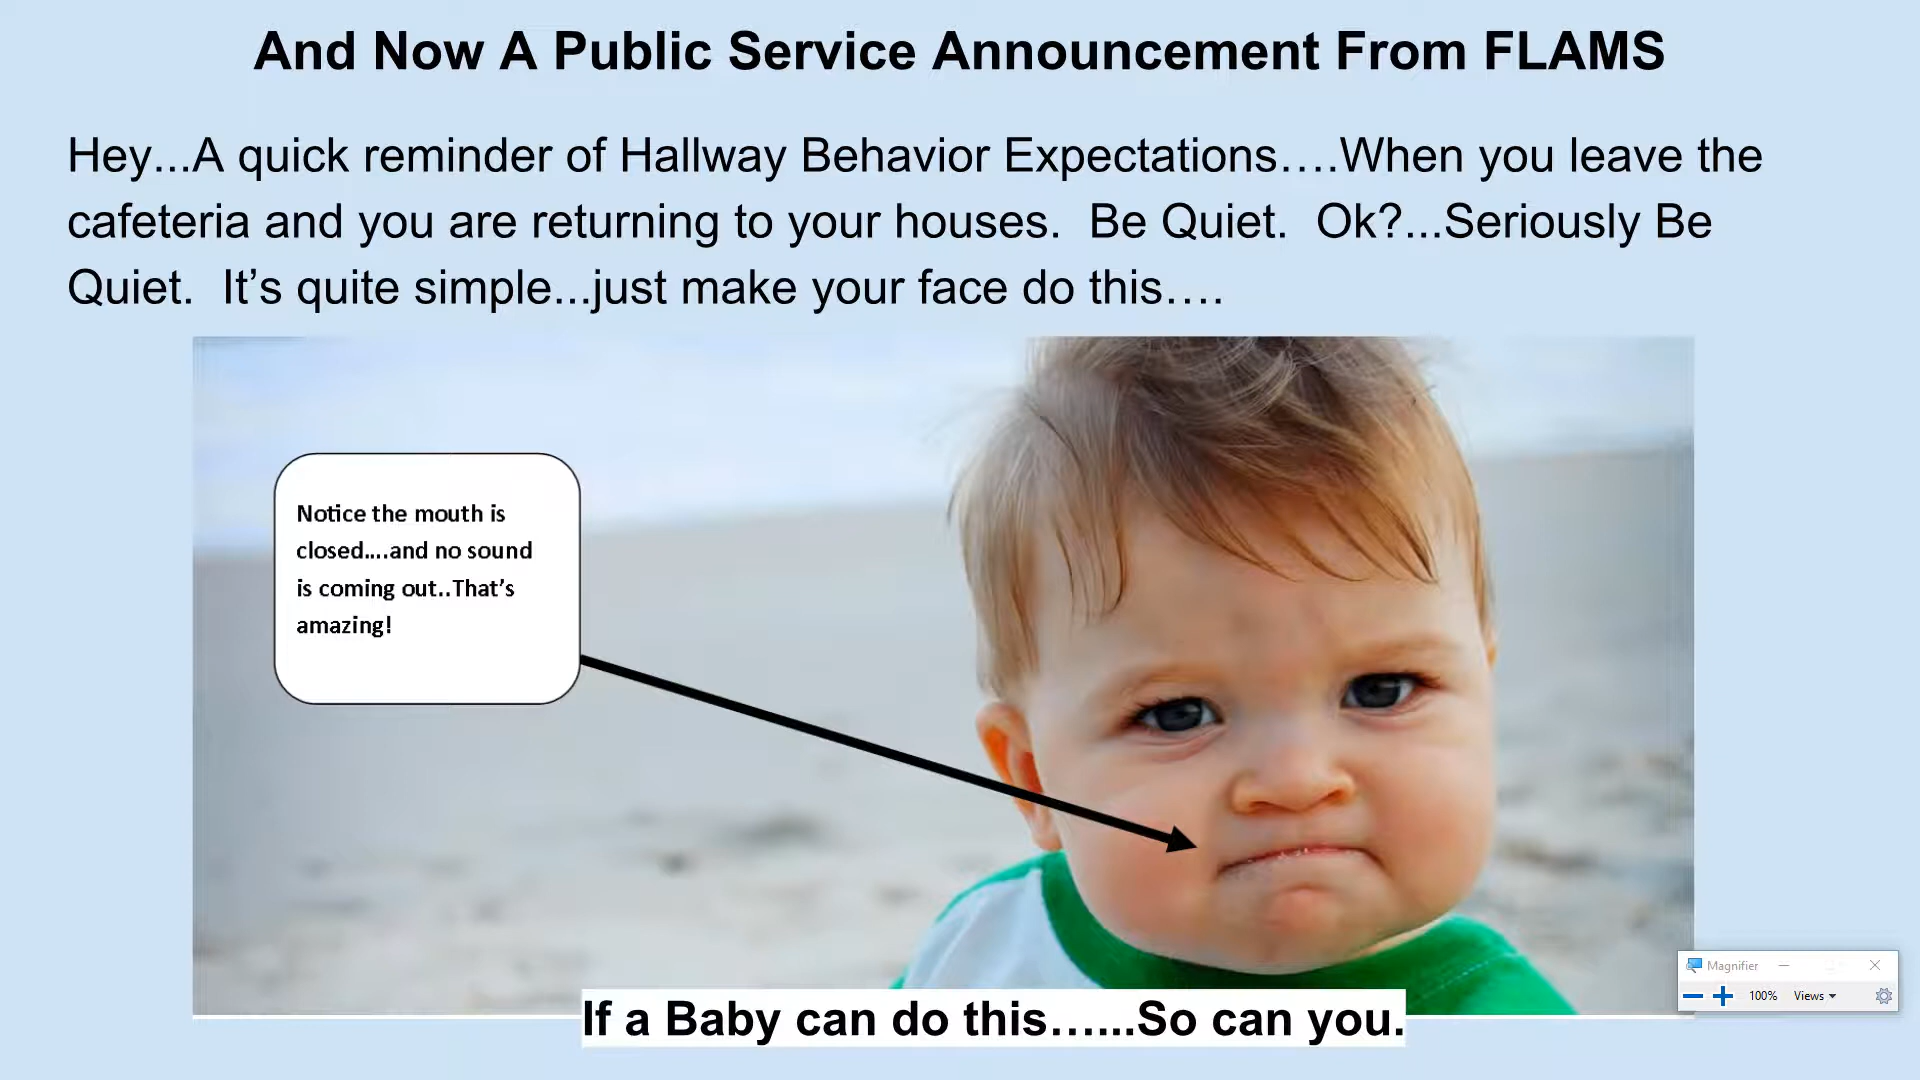 And Now A Public Service Announcement From FLAMS
Hey...A quick reminder of Hallway Behavior Expectations….When you leave the
cafeteria and you are returning to your houses.  Be Quiet.  Ok?...Seriously Be
Quiet.  It’s quite simple...just make your face do this….
Notice the mouth is
closed….and no sound
is coming out..That’s
amazing!
If a Baby can do this…...So can you.
Magnifier
100% Views